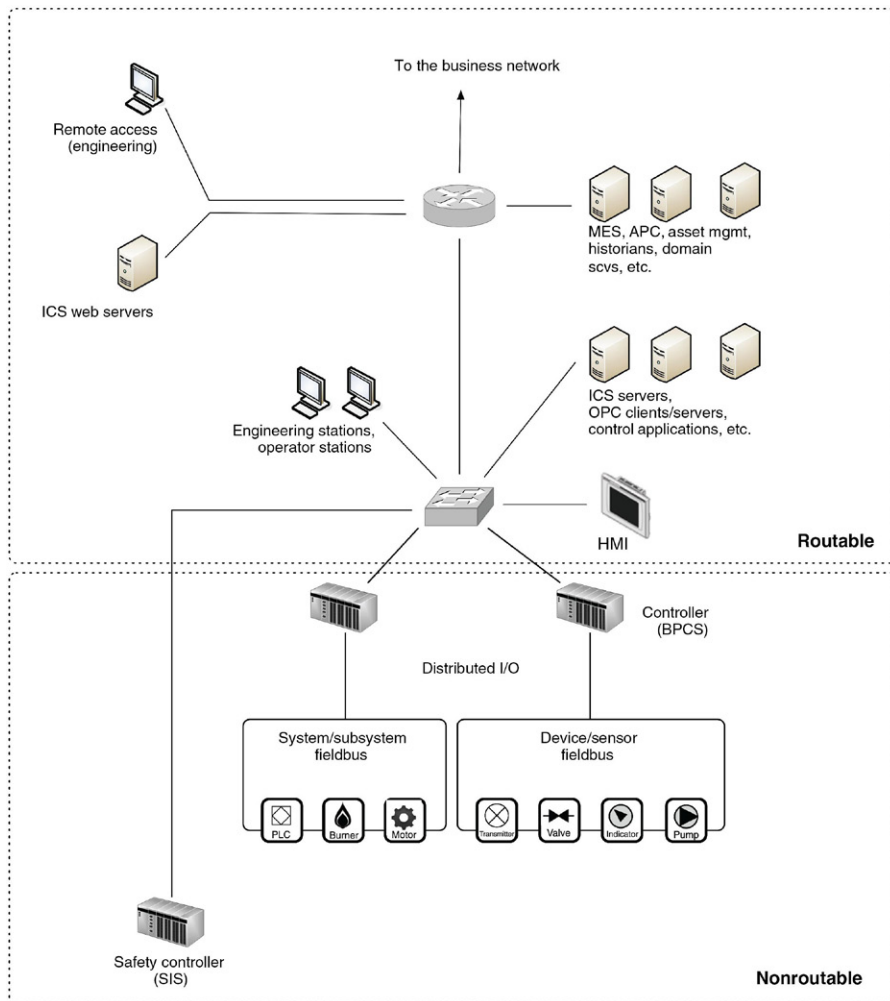 To the business network
Remote access
(engineering)
MES, APC, asset mgmt,
historians, domain
scvs, etc.
ICS web servers
ICS servers,
OPC clients/servers,
control applications, etc.
Engineering stations,
operator stations
HMI
Routable
Controller
(BPCS)
Distributed I/O
System/subsystem
fieldbus
Device/sensor
fieldbus
PLC
Burner
Motor
Transmitter
Valve
Indicator
Pump
Safety controller
(SIS)
Nonroutable